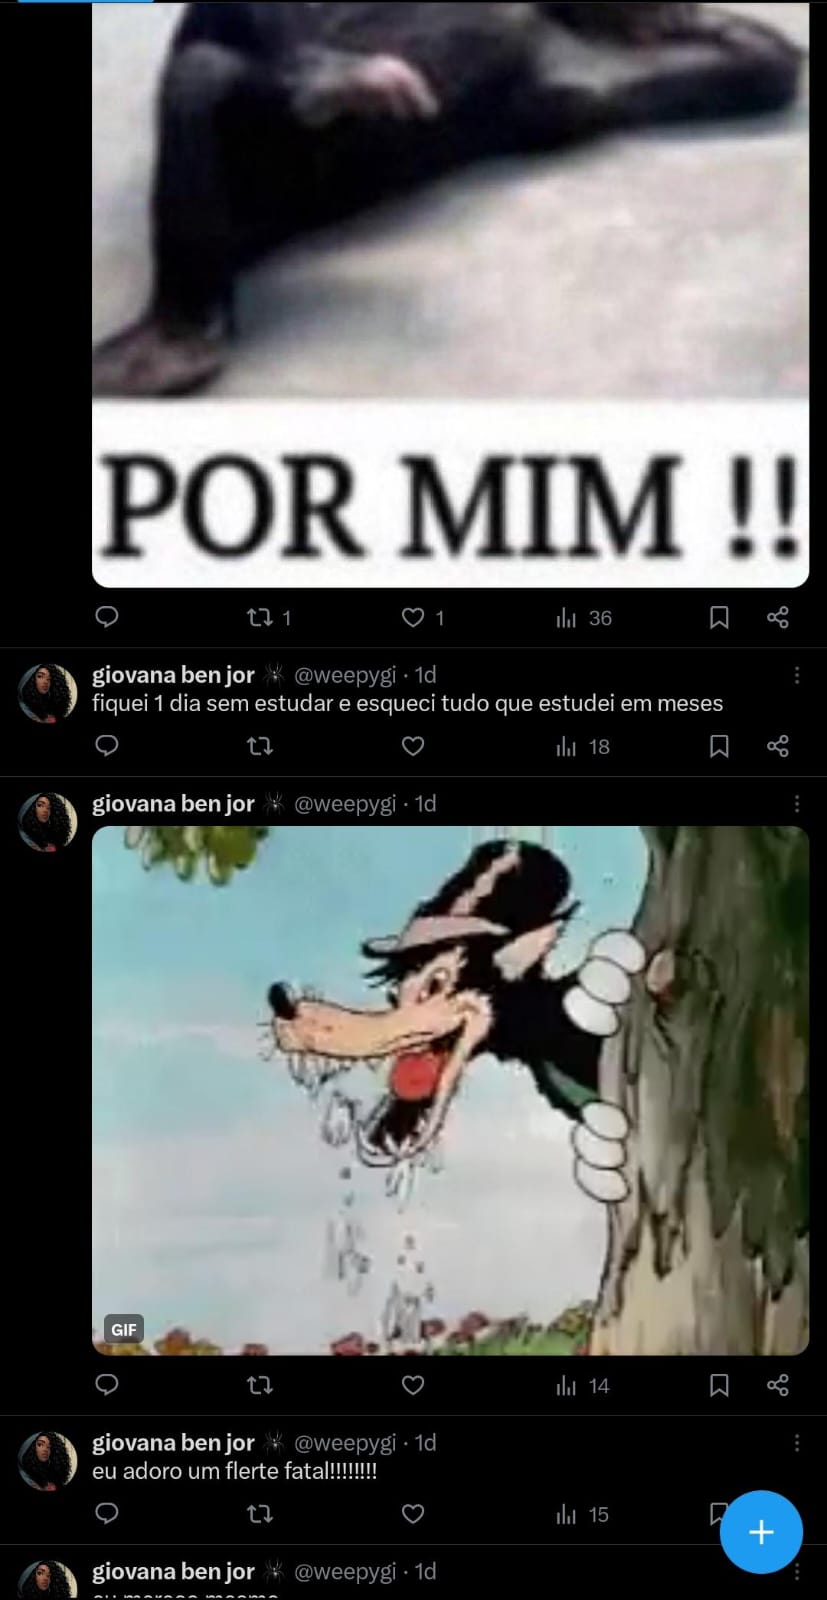 POR MIM !!
1
1
36
giovana ben jor 🕷 @weepygi · 1d
fiquei 1 dia sem estudar e esqueci tudo que estudei em meses
18
giovana ben jor 🕷 @weepygi · 1d
GIF
14
giovana ben jor 🕷 @weepygi · 1d
eu adoro um flerte fatal!!!!!!!!
15
giovana ben jor 🕷 @weepygi · 1d